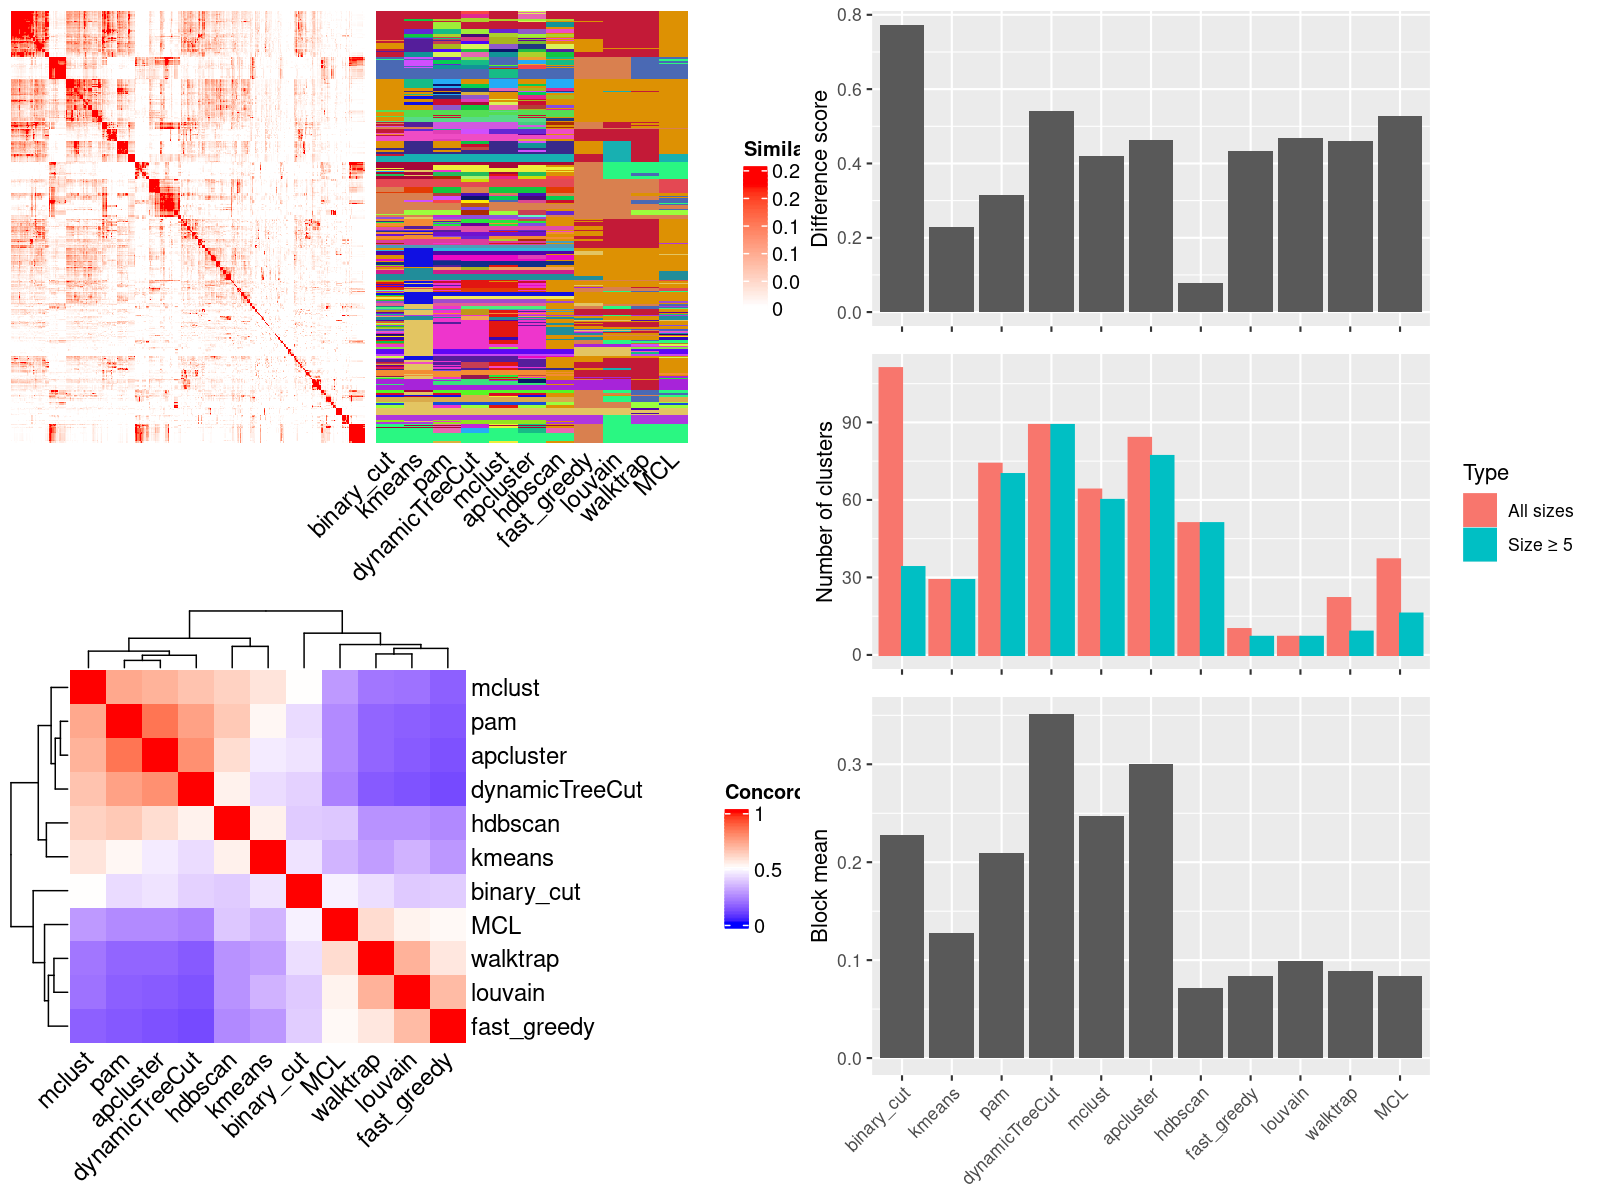 Simila
0.2
0.2
0.1
0.1
0.0
0
binary_cut
kmeans
pam
dynamicTreeCut
mclust
apcluster
hdbscan
fast_greedy
louvain
walktrap
MCL
mclust
pam
apcluster
dynamicTreeCut
hdbscan
kmeans
binary_cut
MCL
walktrap
louvain
fast_greedy
mclust
pam
apcluster
dynamicTreeCut
hdbscan
kmeans
binary_cut
MCL
walktrap
louvain
fast_greedy
Concord
1
0.5
0
Difference score
0.8
0.6
0.4
0.2
0.0
Number of clusters
90
60
30
0
Type
All sizes
Size ≥ 5
Block mean
0.3
0.2
0.1
0.0
binary_cut
kmeans
pam
dynamicTreeCut
mclust
apcluster
hdbscan
fast_greedy
louvain
walktrap
MCL